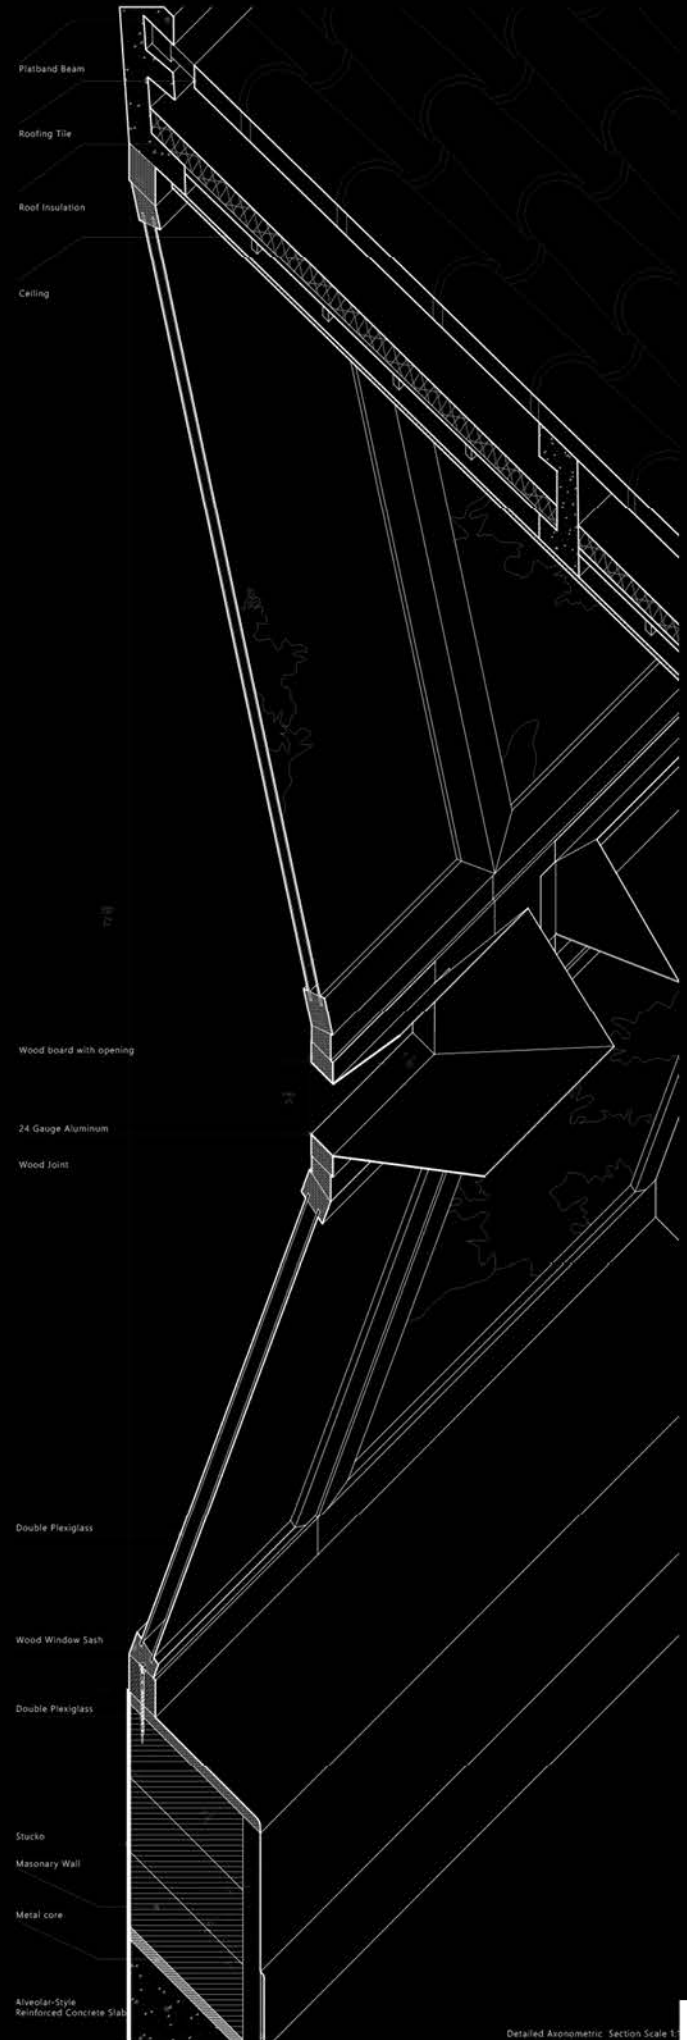 Platband Beam
Roofing Tile
Roof Insulation
Ceiling
Wood board with opening
24 Gauge Aluminum
Wood Joint
Double Plexiglass
Wood Window Sash
Double Plexiglass
Stucko
Masonary Wall
Metal core
Alveolar-Style
Reinforced Concrete Slab
Detailed Axonometric Section Scale